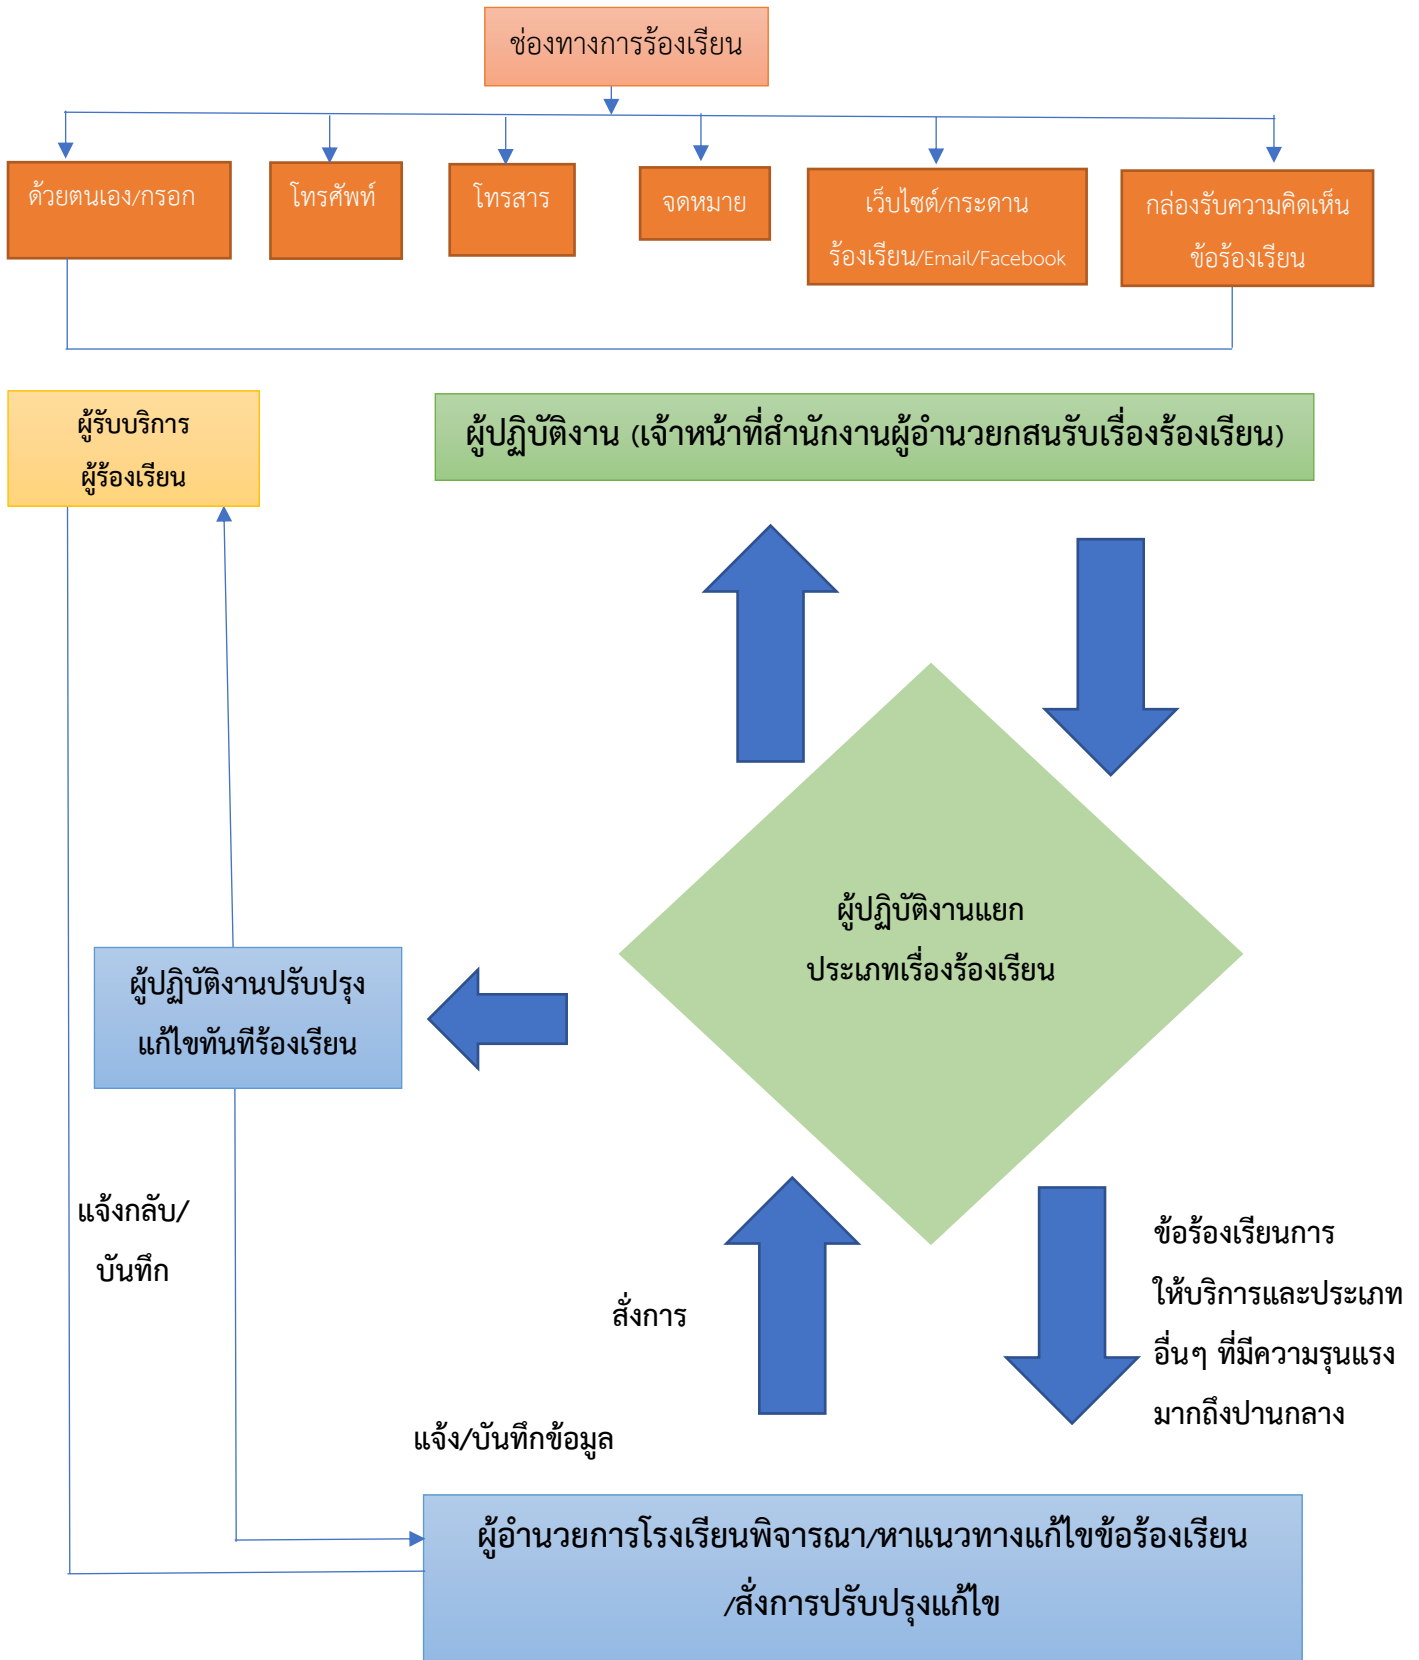 ช่องทางการร้องเรียน
ด้วยตนเอง/กรอก
โทรศัพท์
โทรสาร
จดหมาย
เว็บไซต์/กระดาน
ร้องเรียน/Email/Facebook
กล่องรับความคิดเห็น
ข้อร้องเรียน
ผู้รับบริการ
ผู้ร้องเรียน
ผู้ปฏิบัติงาน (เจ้าหน้าที่สำนักงานผู้อำนวยกสนรับเรื่องร้องเรียน)
ผู้ปฏิบัติงานแยก
ประเภทเรื่องร้องเรียน
ผู้ปฏิบัติงานปรับปรุง
แก้ไขทันทีร้องเรียน
แจ้งกลับ/
บันทึก
สั่งการ
ข้อร้องเรียนการ
ให้บริการและประเภท
อื่นๆ ที่มีความรุนแรง
มากถึงปานกลาง
แจ้ง/บันทึกข้อมูล
ผู้อำนวยการโรงเรียนพิจารณา/หาแนวทางแก้ไขข้อร้องเรียน
/สั่งการปรับปรุงแก้ไข